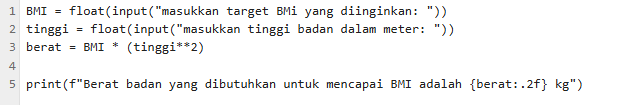 1 BMI = float(input("masukkan target BMi yang diinginkan: "))
2 tinggi = float(input("masukkan tinggi badan dalam meter: "))
3 berat = BMI * (tinggi**2)
4
5 print(f"Berat badan yang dibutuhkan untuk mencapai BMI adalah {berat:.2f} kg")